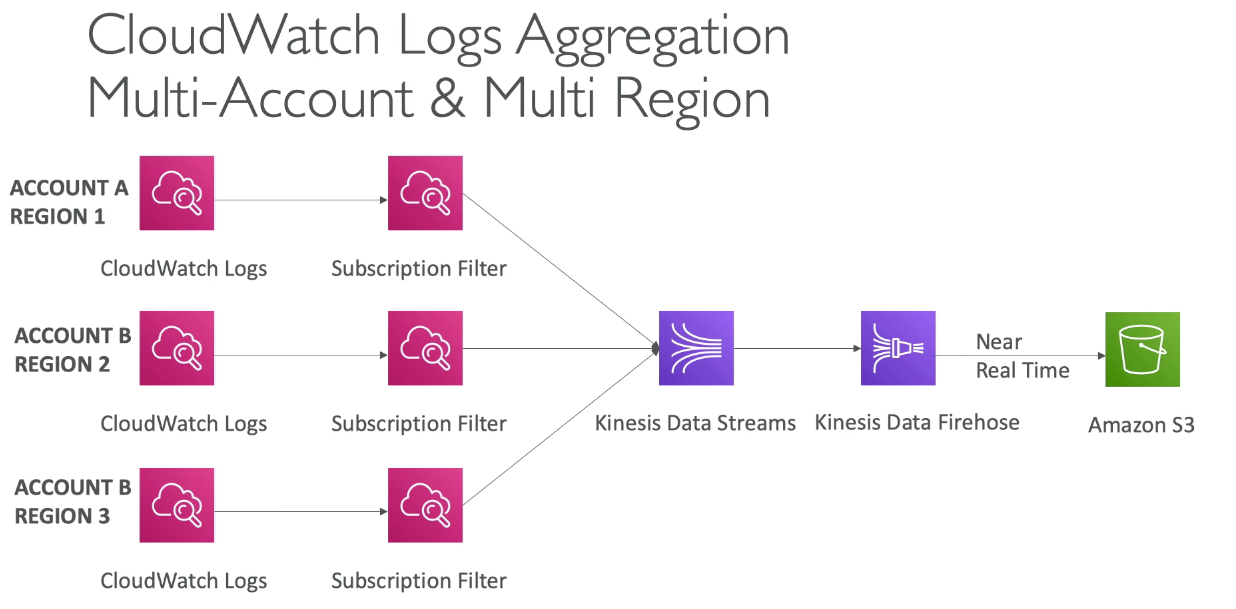 CloudWatch Logs Aggregation
Multi-Account & Multi Region
ACCOUNT A
REGION 1
CloudWatch Logs
Subscription Filter
ACCOUNT B
REGION 2
CloudWatch Logs
Subscription Filter
Kinesis Data Streams
Kinesis Data Firehose
Near
Real Time
Amazon S3
ACCOUNT B
REGION 3
CloudWatch Logs
Subscription Filter